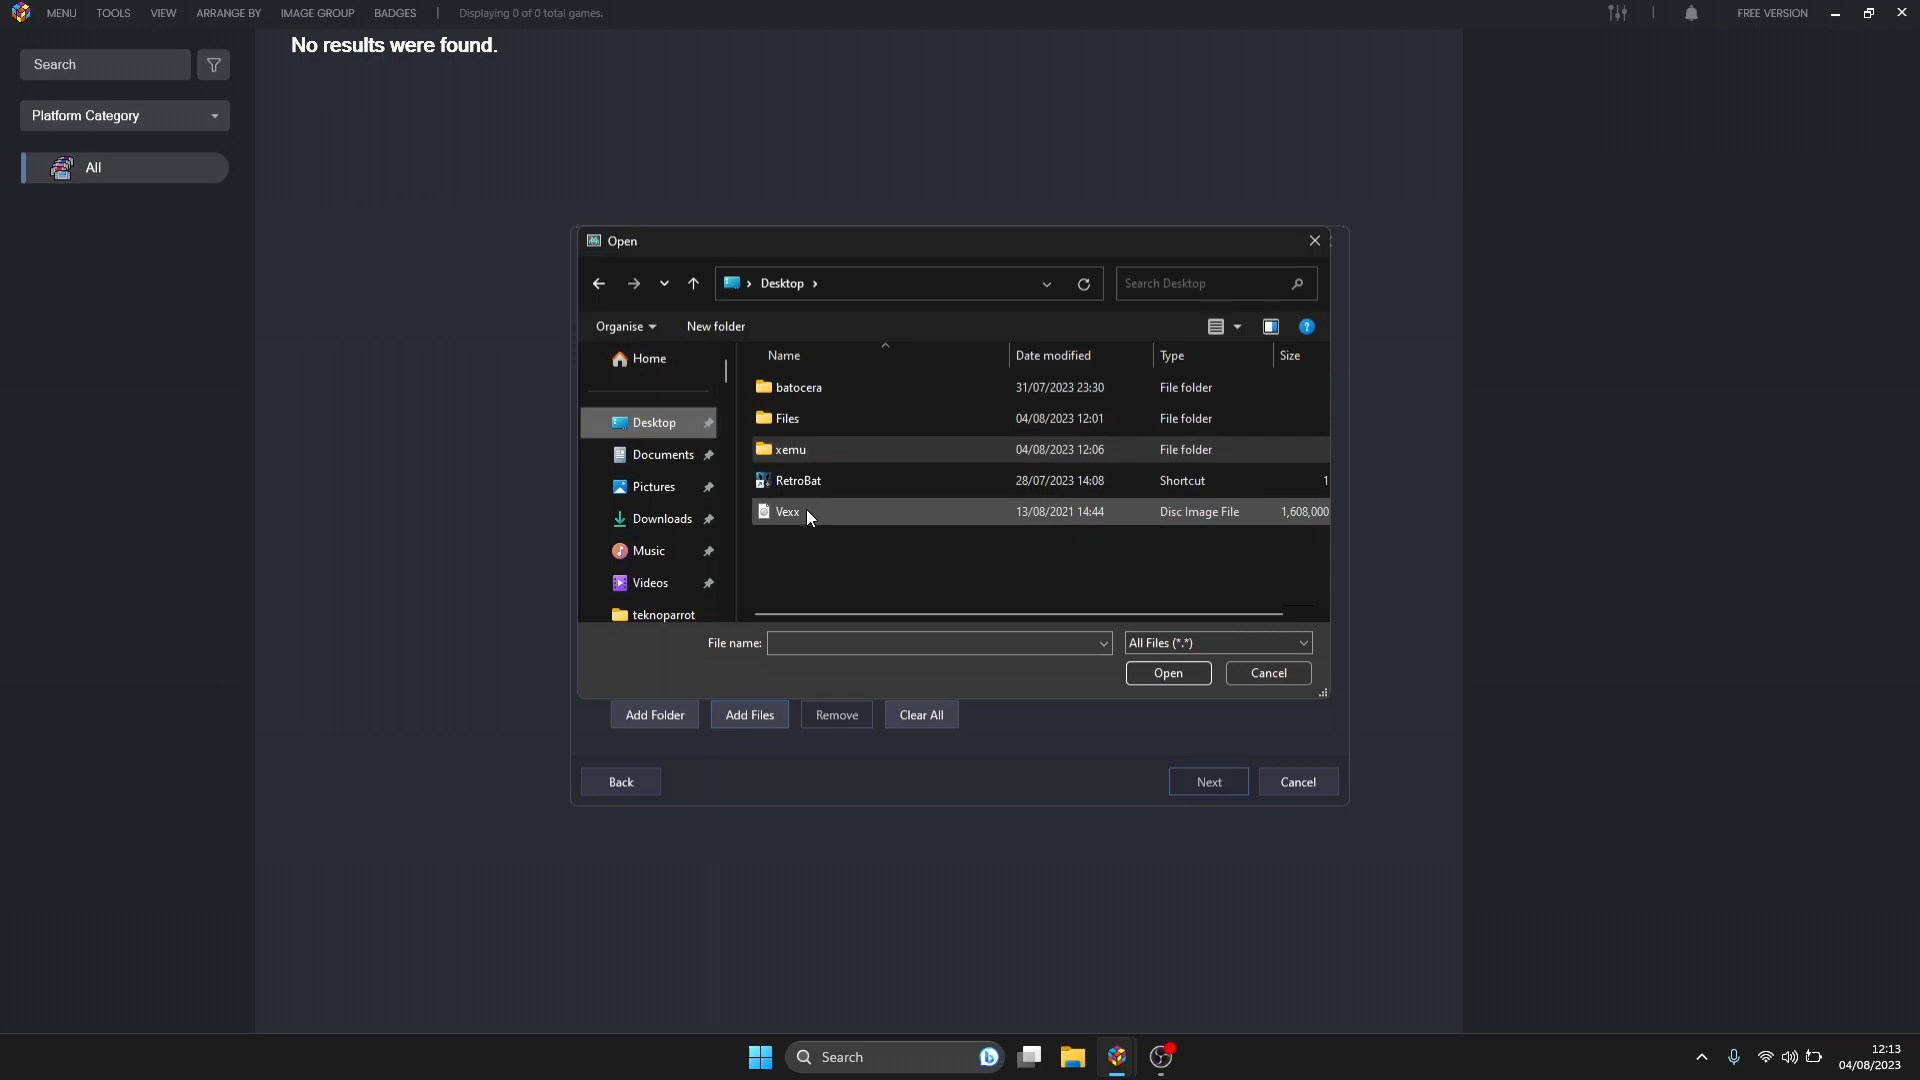 MENU TOOLS VIEW ARRANGE BY IMAGE GROUP BADGES | Displaying 0 of 0 total games. | FREE VERSION
No results were found.
Search
Platform Category
All
Open
Desktop
Search Desktop
Organise New folder
Name Date modified Type Size
Home
batocera 31/07/2023 23:30 File folder
Files 04/08/2023 12:01 File folder
Desktop
xemu 04/08/2023 12:06 File folder
Documents
RetroBat 28/07/2023 14:08 Shortcut 1
Pictures
Vexx 13/08/2021 14:44 Disc Image File 1,608,000
Downloads
Music
Videos
teknoparrot
File name: All Files (*.*)
Open Cancel
Add Folder Add Files Remove Clear All
Back Next Cancel
Search
12:13
04/08/2023